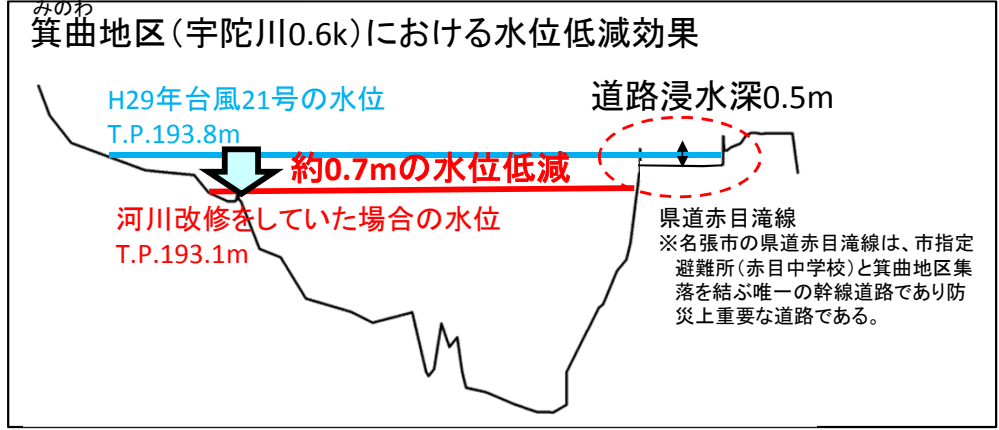 みのわ
箕曲地区(宇陀川0.6k)における水位低減効果
H29年台風21号の水位
T.P.193.8m
道路浸水深0.5m
約0.7mの水位低減
河川改修をしていた場合の水位
T.P.193.1m
県道赤目滝線
※名張市の県道赤目滝線は、市指定
避難所(赤目中学校)と箕曲地区集
落を結ぶ唯一の幹線道路であり防
災上重要な道路である。